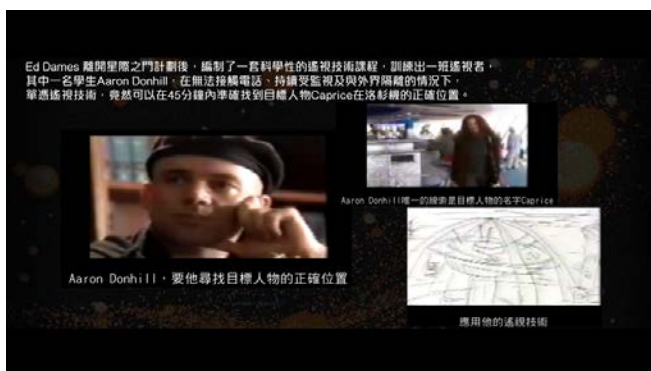 Ed Dames 離開星際之門計劃後，編制了一套科學性的遙視技術課程，訓練出一班遙視者，
其中一名學生Aaron Donhill，在無法接觸電話、持續受監視及與外界隔離的情況下，
單憑遙視技術，竟然可以在45分鐘內準確找到目標人物Caprice在洛杉磯的正確位置。
Aaron Donhill唯一的線索是目標人物的名字Caprice
Aaron Donhill，要他尋找目標人物的正確位置
應用他的遙視技術